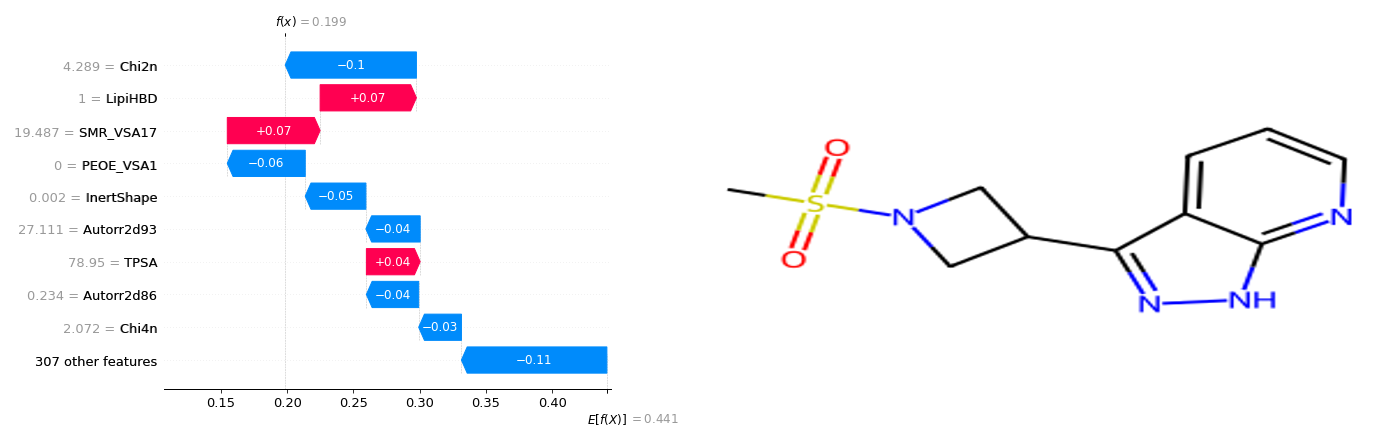 f(x) = 0.199
4.289 = Chi2n
−0.1
1 = LipiHBD
+0.07
19.487 = SMR_VSA17
+0.07
0 = PEOE_VSA1
−0.06
0.002 = InertShape
−0.05
27.111 = Autorr2d93
−0.04
78.95 = TPSA
+0.04
0.234 = Autorr2d86
−0.04
2.072 = Chi4n
−0.03
307 other features
−0.11
0.15 0.20 0.25 0.30 0.35 0.40
E[f(X)] = 0.441
O
S
O
N
N
N
NH